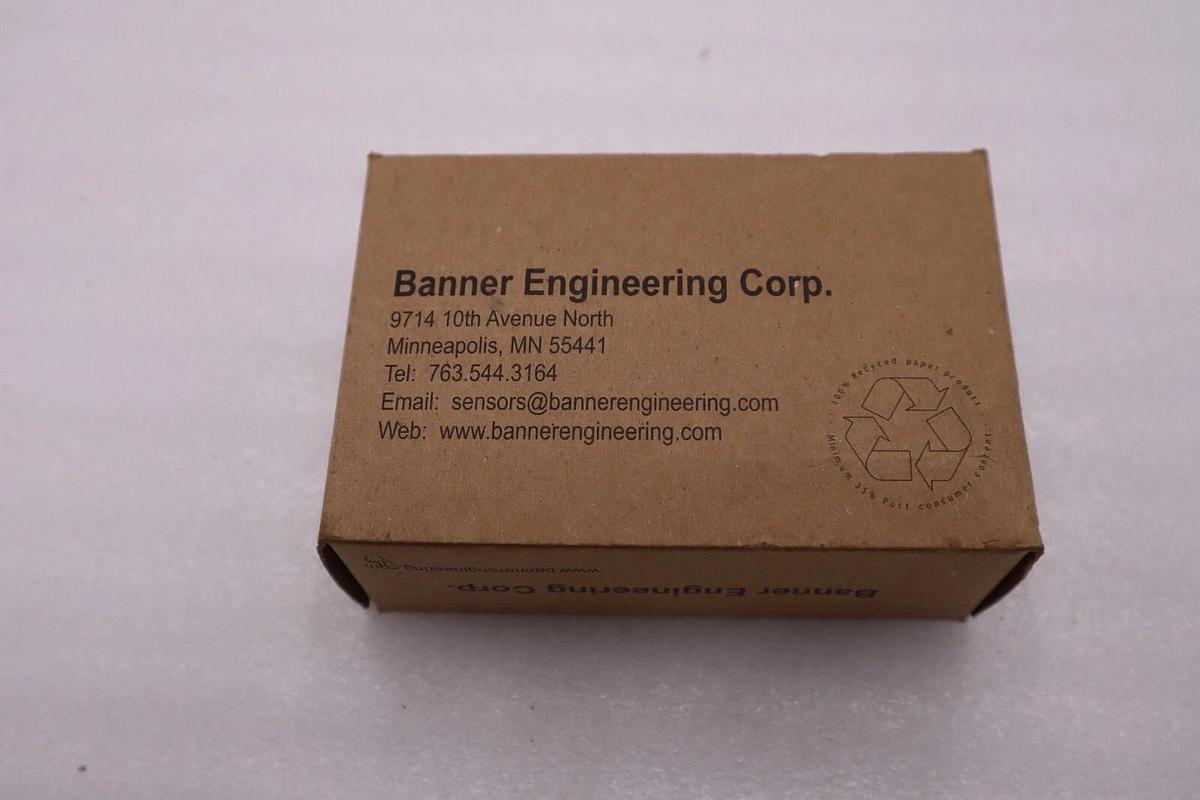 Banner Engineering Corp.
9714 10th Avenue North
Minneapolis, MN 55441
Tel: 763.544.3164
Email: sensors@bannerengineering.com
Web: www.bannerengineering.com
100% Recycled paper product
Minimum 35% Post consumer content
Banner Engineering Corp.
www.bannerengineering.com